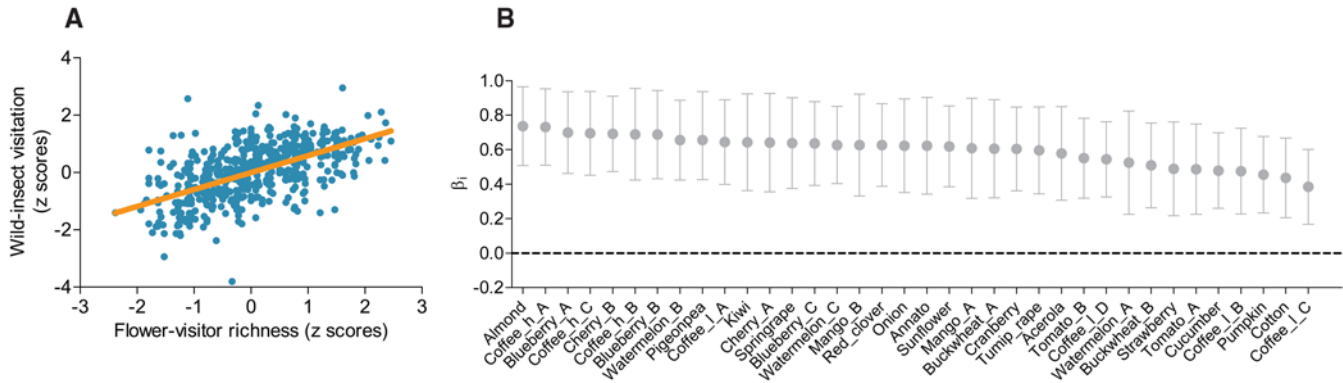 A
Wild-insect visitation
(z scores)
4
2
0
-2
-4
-3
-2
-1
0
1
2
3
Flower-visitor richness (z scores)
B
βi
1.0
0.8
0.6
0.4
0.2
0.0
-0.2
Almond
Coffee_h_A
Blueberry_A
Coffee_h_C
Cherry_B
Coffee_h_B
Blueberry_B
Watermelon_B
Pigeonpea
Coffee_l_A
Kiwi
Cherry_A
Springrape
Blueberry_C
Watermelon_C
Mango_B
Red_clover
Onion
Annato
Sunflower
Mango_A
Buckwheat_A
Cranberry
Turnip_rape
Acerola
Tomato_B
Coffee_l_D
Watermelon_A
Buckwheat_B
Strawberry
Tomato_A
Cucumber
Coffee_l_B
Pumpkin
Cotton
Coffee_l_C